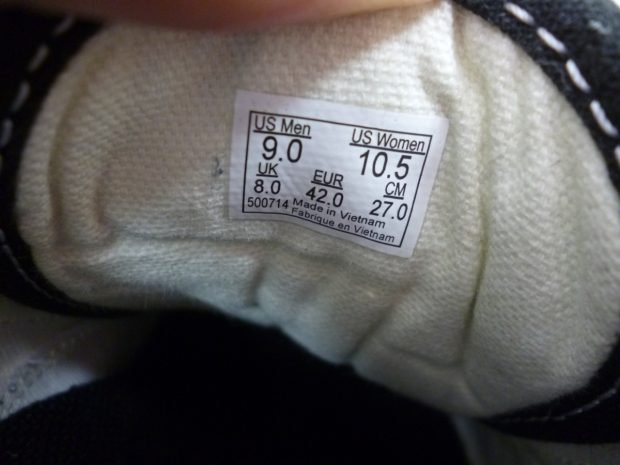 US Men US Women
9.0 10.5
UK EUR CM
8.0 42.0 27.0
500714 Made in Vietnam
Fabrique en Vietnam